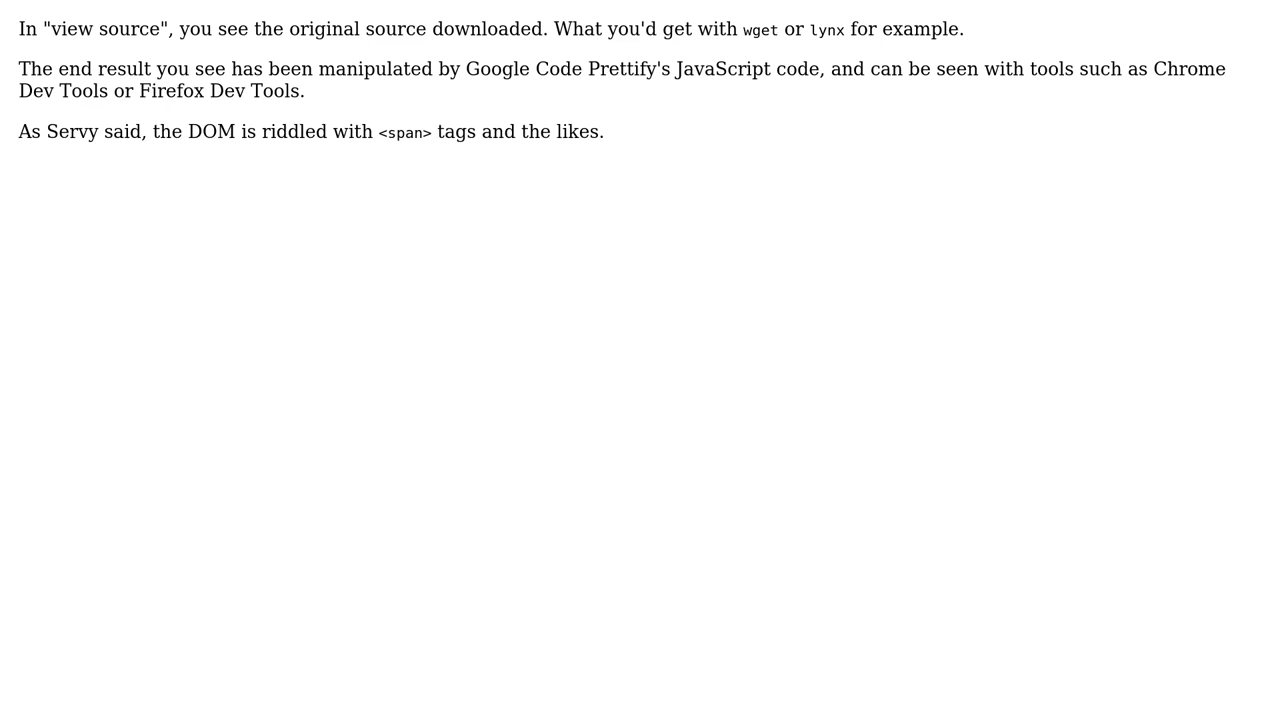 In "view source", you see the original source downloaded. What you'd get with wget or lynx for example.
The end result you see has been manipulated by Google Code Prettify's JavaScript code, and can be seen with tools such as Chrome
Dev Tools or Firefox Dev Tools.
As Servy said, the DOM is riddled with <span> tags and the likes.